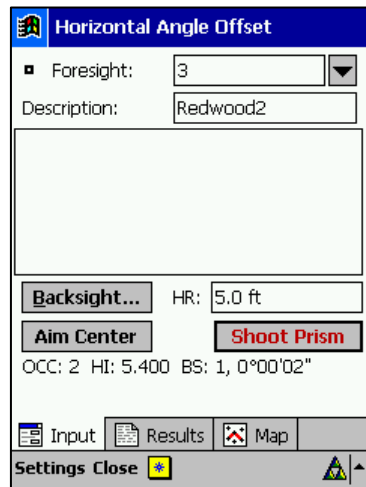 Horizontal Angle Offset
Foresight: 3
Description: Redwood2
Backsight... HR: 5.0 ft
Aim Center Shoot Prism
OCC: 2 HI: 5.400 BS: 1, 0°00'02"
Input Results Map
Settings Close